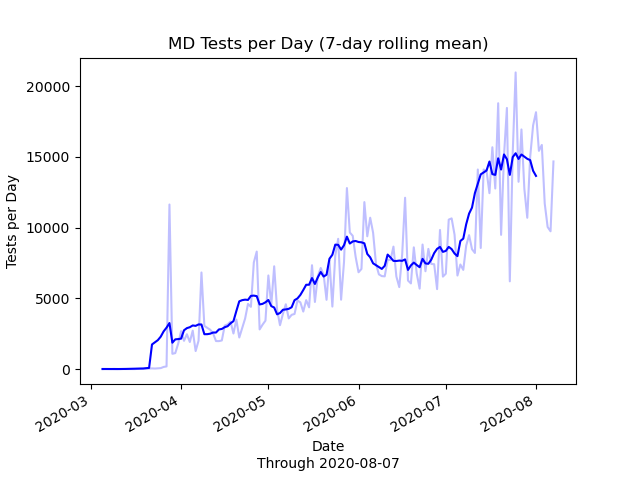 MD Tests per Day (7-day rolling mean)
Tests per Day
20000
15000
10000
5000
0
2020-03
2020-04
2020-05
2020-06
2020-07
2020-08
Date
Through 2020-08-07